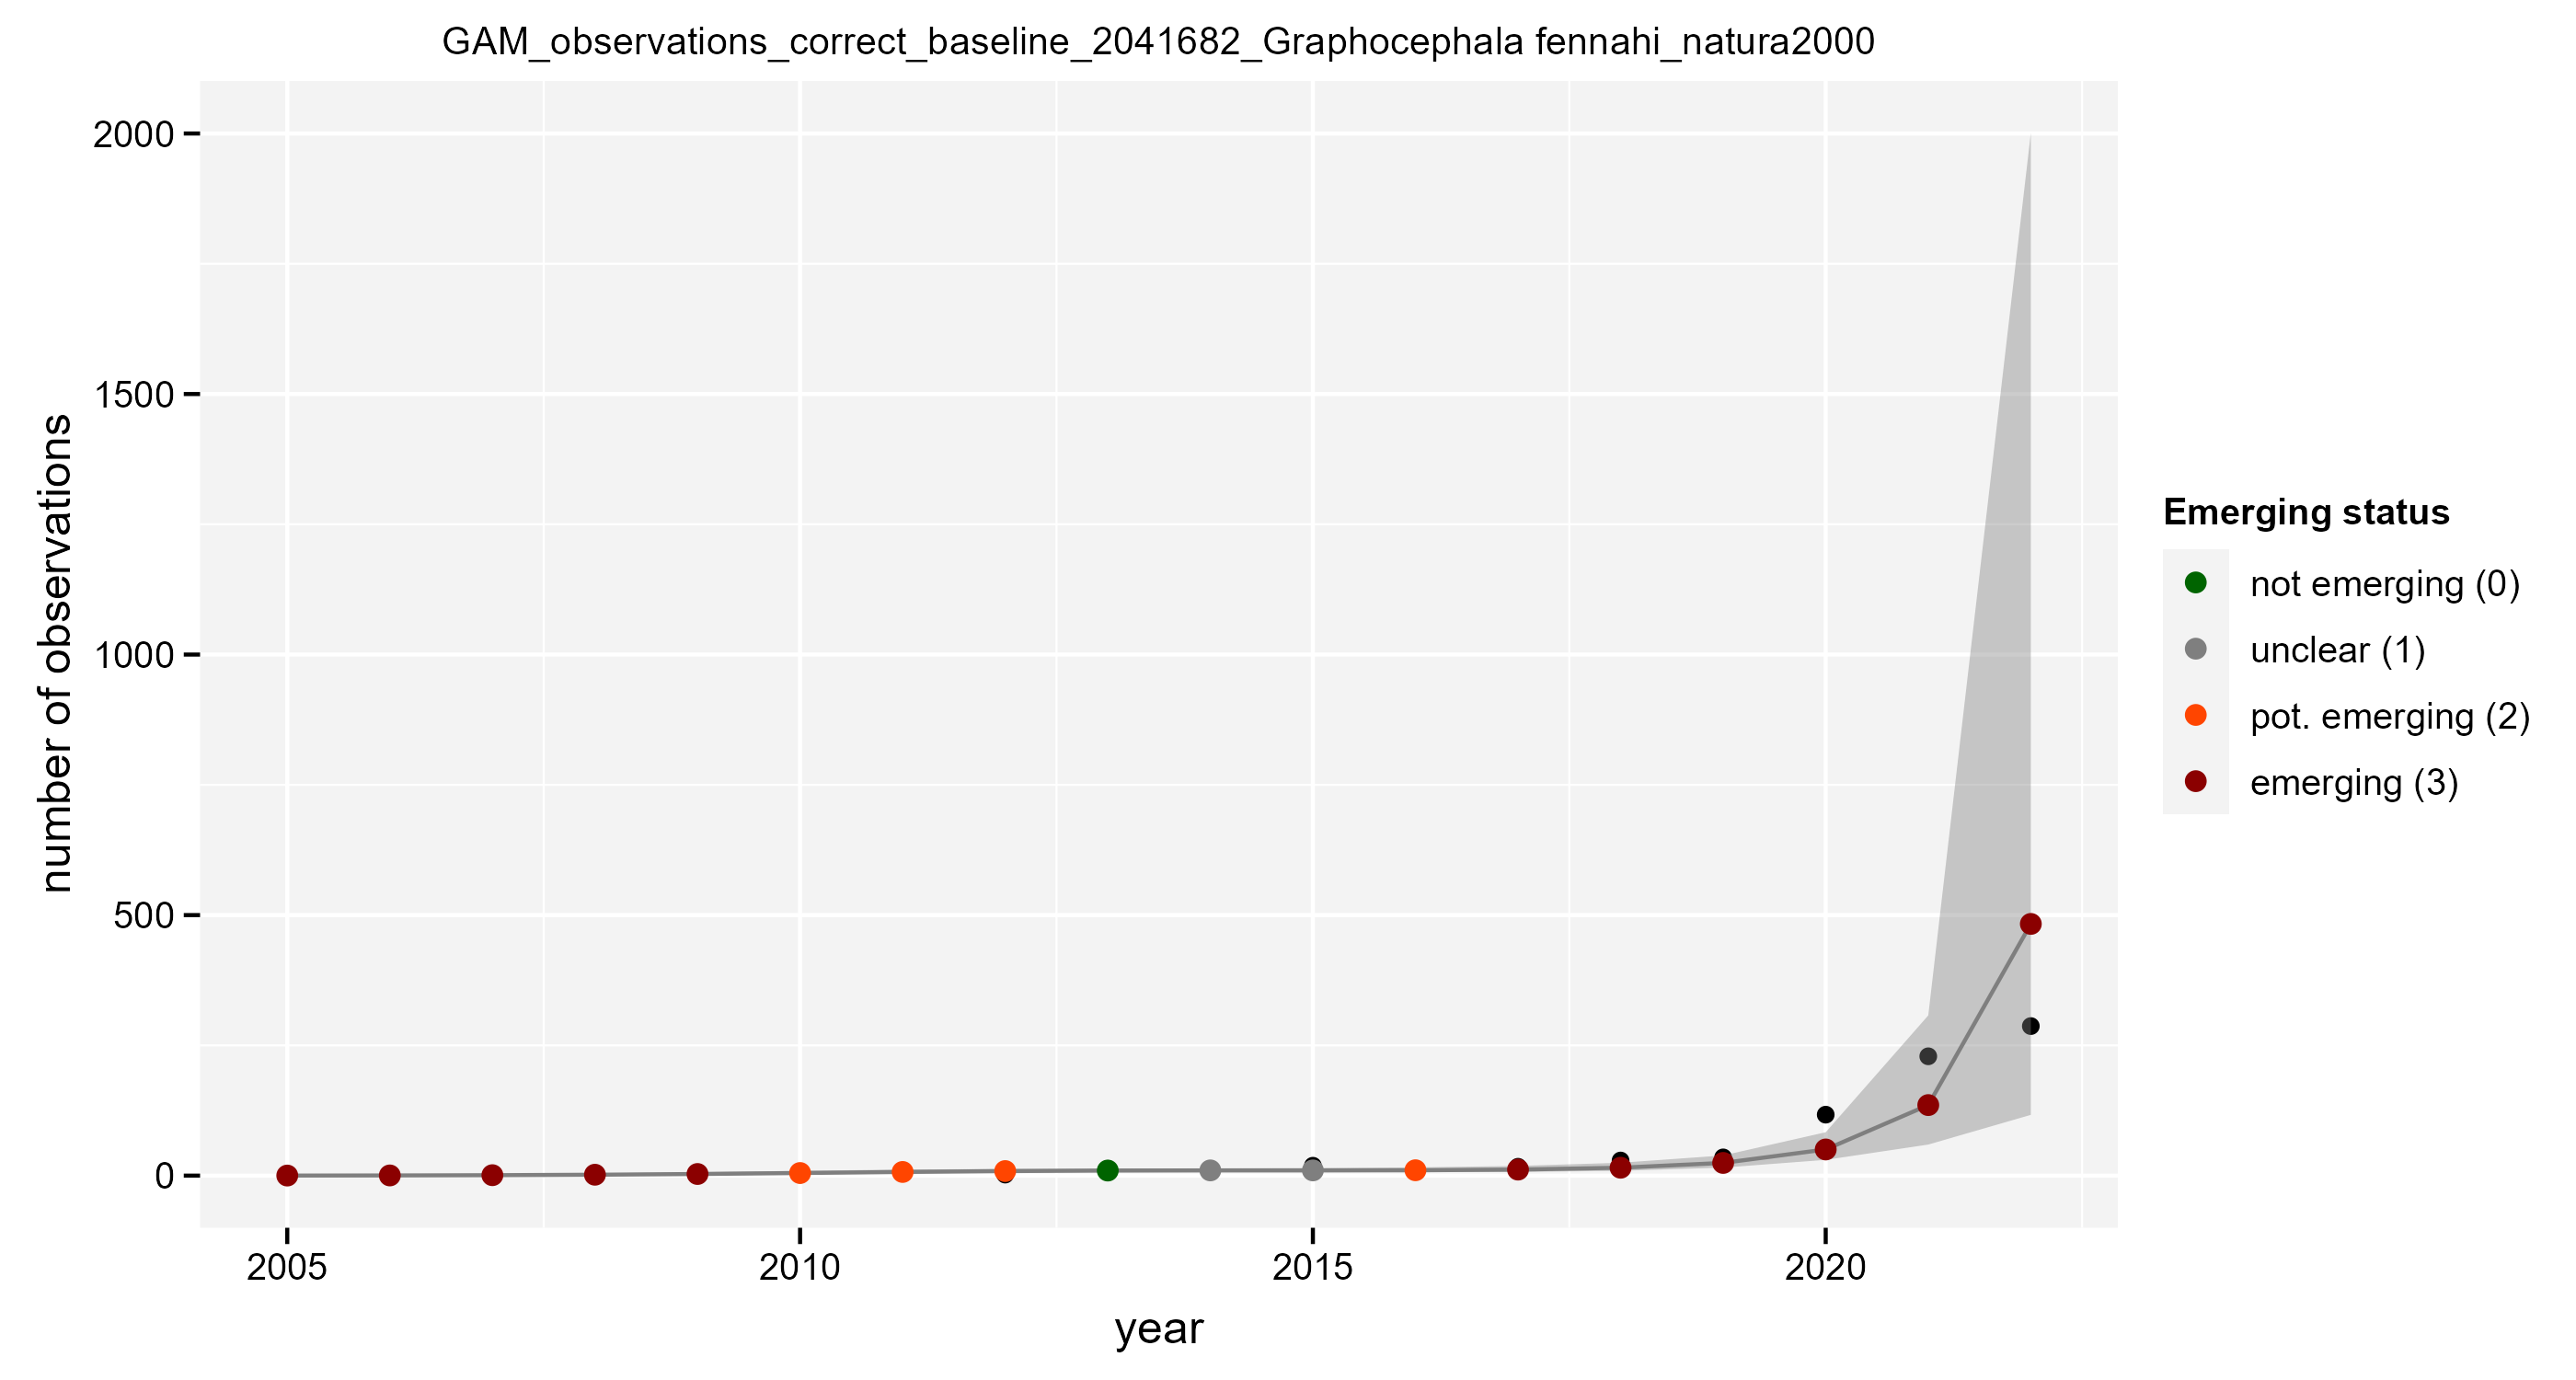 GAM_observations_correct_baseline_2041682_Graphocephala fennahi_natura2000
2000
1500
1000
500
0
number of observations
2005
2010
2015
2020
year
Emerging status
not emerging (0)
unclear (1)
pot. emerging (2)
emerging (3)